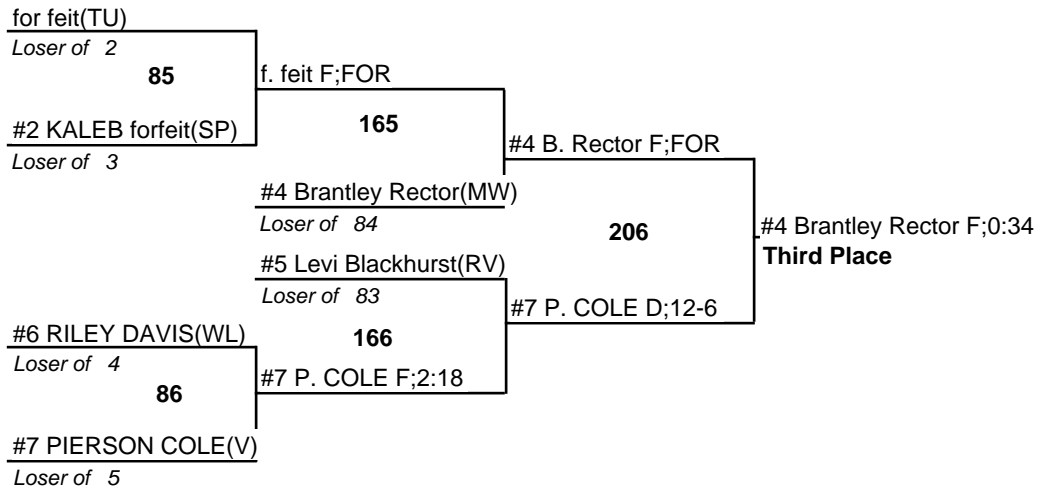 for feit(TU)
Loser of 2
85
f. feit F;FOR
#2 KALEB forfeit(SP)
Loser of 3
165
#4 B. Rector F;FOR
#4 Brantley Rector(MW)
Loser of 84
206
#4 Brantley Rector F;0:34
Third Place
#5 Levi Blackhurst(RV)
Loser of 83
#7 P. COLE D;12-6
#6 RILEY DAVIS(WL)
Loser of 4
166
86
#7 P. COLE F;2:18
#7 PIERSON COLE(V)
Loser of 5